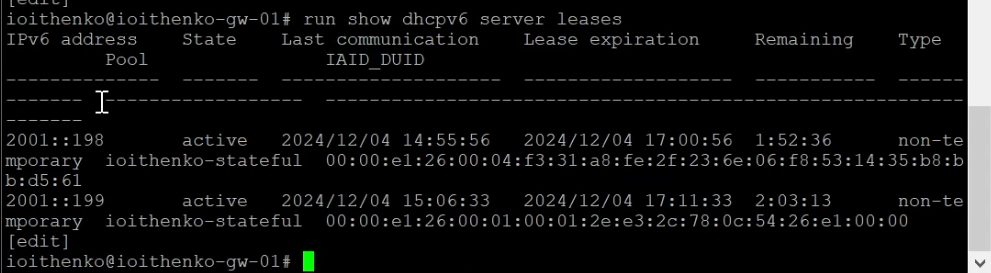 [edit]
ioithenko@ioithenko-gw-01# run show dhcpv6 server leases
IPv6 address    State    Last communication    Lease expiration    Remaining    Type
Pool    IAID_DUID
--------------  -------  --------------------  -------------------  -----------  ------
-------  ------------------  ------------------------------------------------------------
-------
2001::198    active    2024/12/04 14:55:56    2024/12/04 17:00:56    1:52:36    non-te
mporary  ioithenko-stateful  00:00:e1:26:00:04:f3:31:a8:fe:2f:23:6e:06:f8:53:14:35:b8:b
b:d5:61
2001::199    active    2024/12/04 15:06:33    2024/12/04 17:11:33    2:03:13    non-te
mporary  ioithenko-stateful  00:00:e1:26:00:01:00:01:2e:e3:2c:78:0c:54:26:e1:00:00
[edit]
ioithenko@ioithenko-gw-01#